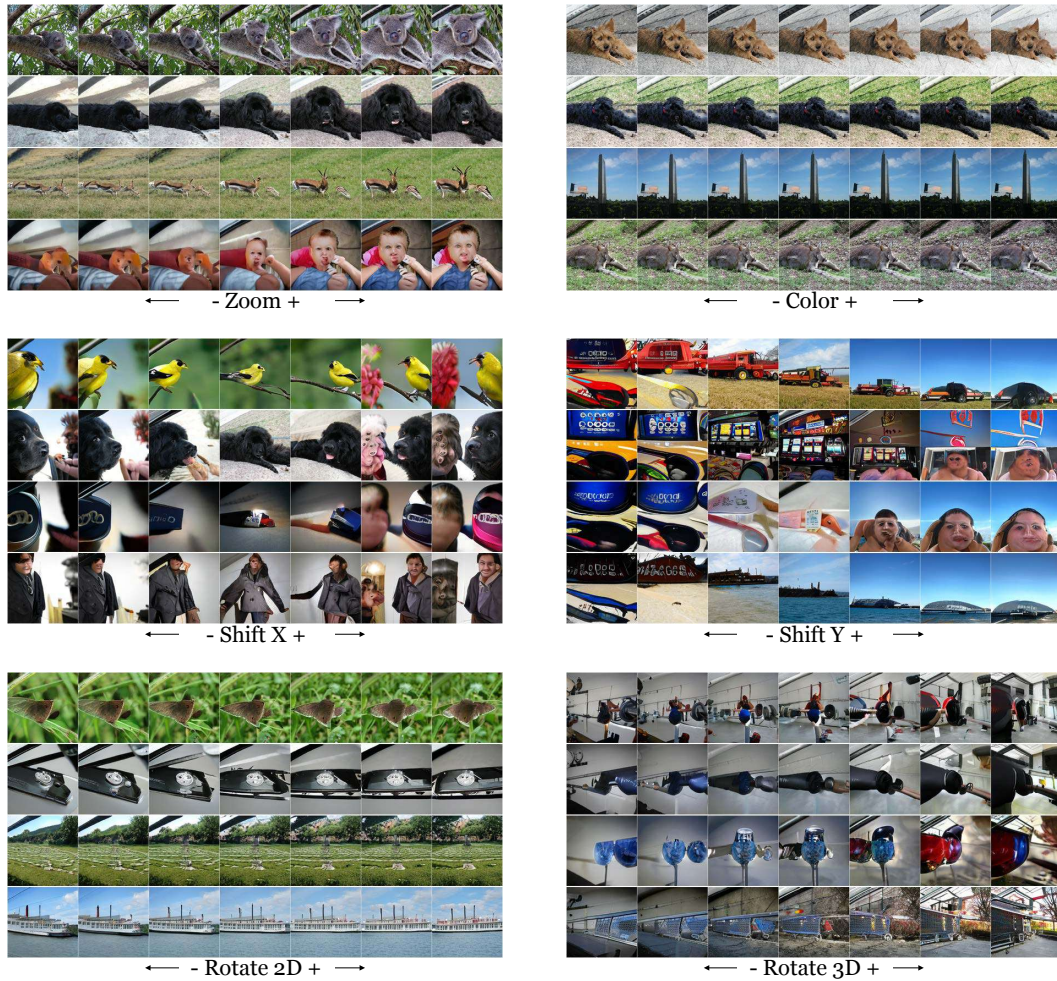 - Zoom +
- Color +
- Shift X +
- Shift Y +
- Rotate 2D +
- Rotate 3D +